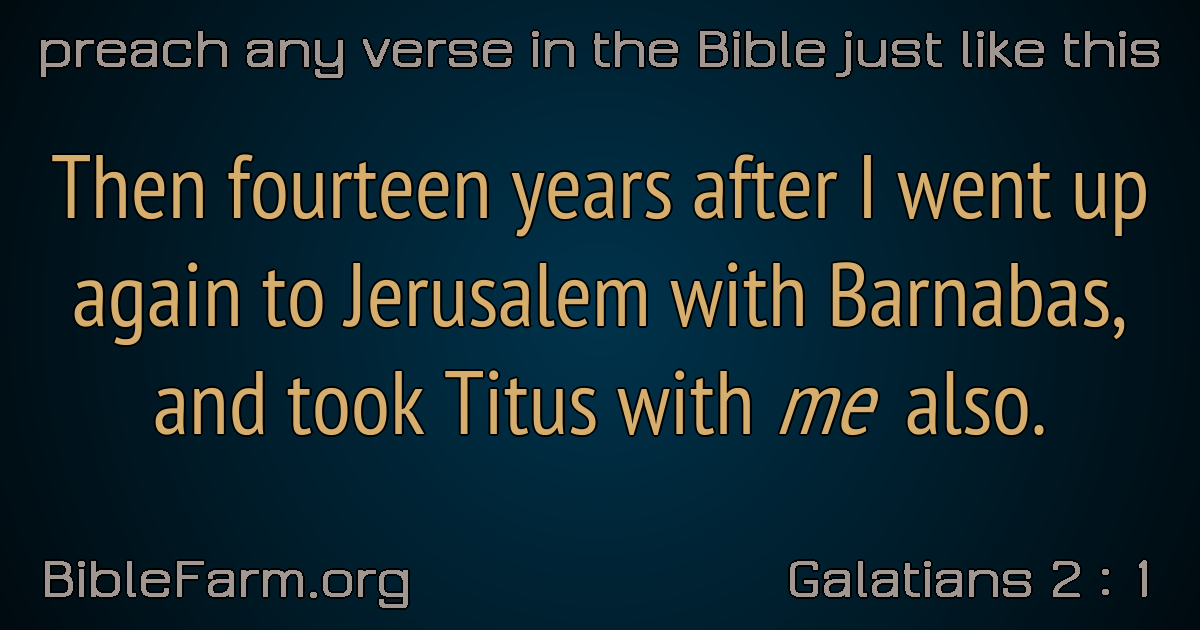 preach any verse in the Bible just like this
Then fourteen years after I went up
again to Jerusalem with Barnabas,
and took Titus with me also.
BibleFarm.org
Galatians 2 : 1